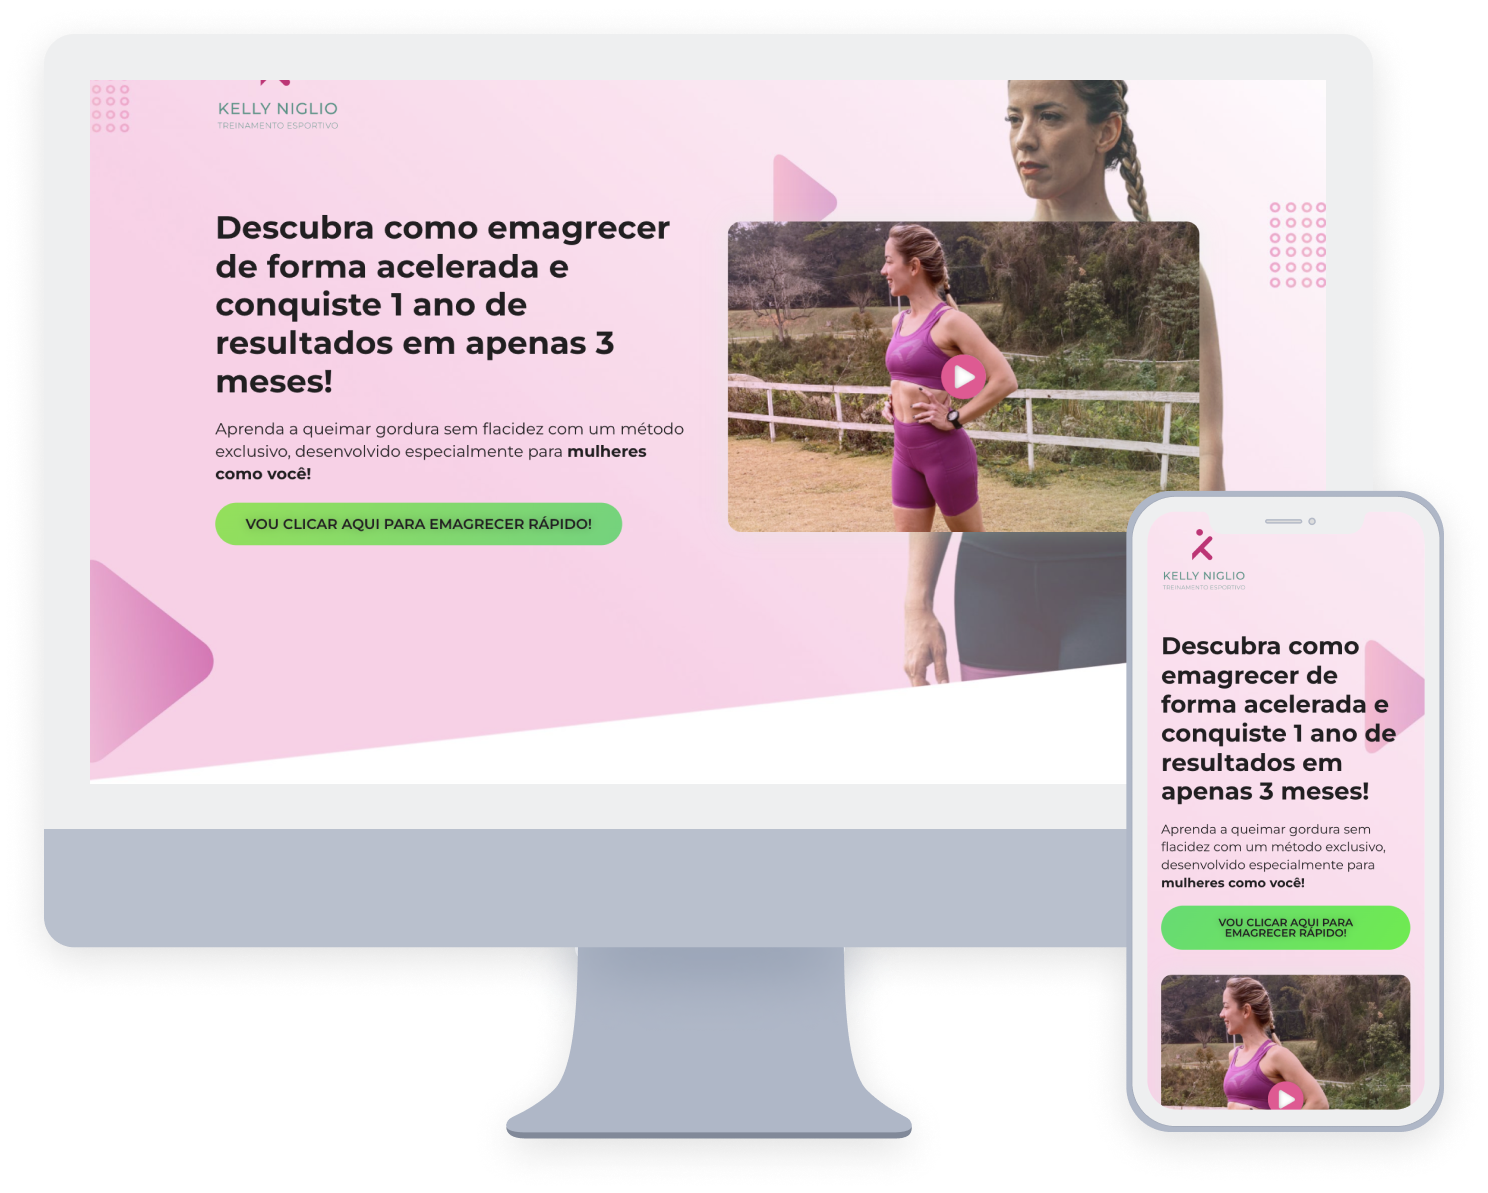 KELLY NIGLIO
TREINAMENTO ESPORTIVO
Descubra como emagrecer
de forma acelerada e
conquiste 1 ano de
resultados em apenas 3
meses!
Aprenda a queimar gordura sem flacidez com um método
exclusivo, desenvolvido especialmente para mulheres
como você!
VOU CLICAR AQUI PARA EMAGRECER RÁPIDO!
KELLY NIGLIO
TREINAMENTO ESPORTIVO
Descubra como
emagrecer de
forma acelerada e
conquiste 1 ano de
resultados em
apenas 3 meses!
Aprenda a queimar gordura sem
flacidez com um método exclusivo,
desenvolvido especialmente para
mulheres como você!
VOU CLICAR AQUI PARA
EMAGRECER RÁPIDO!